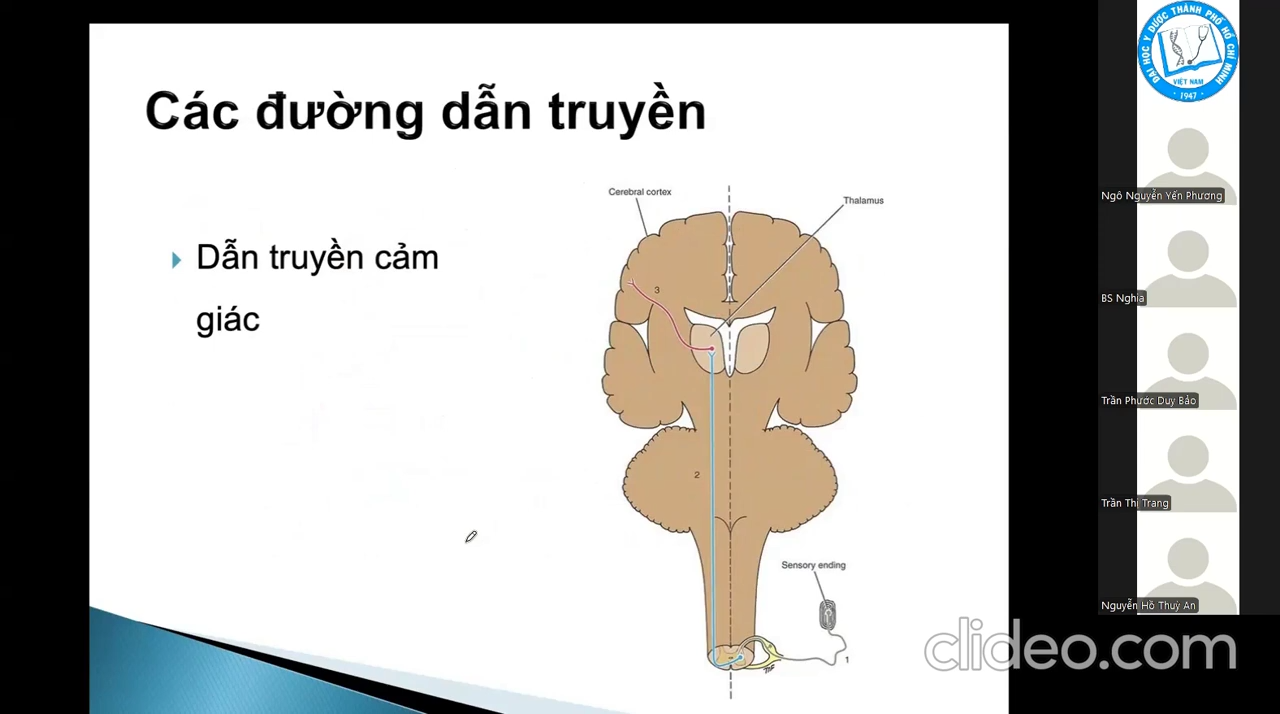 Các đường dẫn truyền
Dẫn truyền cảm
giác
Cerebral cortex
Thalamus
3
2
Sensory ending
1
ĐẠI HỌC Y DƯỢC THÀNH PHỐ HỒ CHÍ MINH
VIỆT NAM
1947
Ngô Nguyễn Yến Phương
BS Nghia
Trần Phước Duy Bảo
Trần Thị Trang
Nguyễn Hồ Thuỳ An
clideo.com